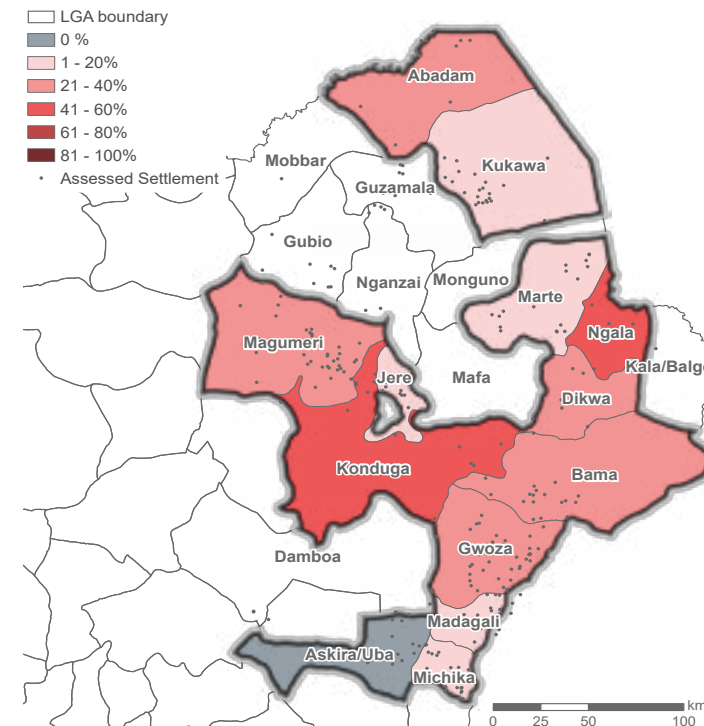 LGA boundary
0 %
1 - 20%
21 - 40%
41 - 60%
61 - 80%
81 - 100%
Assessed Settlement
Abadam
Mobbar
Kukawa
Guzamala
Gubio
Nganzai
Monguno
Marte
Magumeri
Ngala
Jere
Mafa
Kala/Balge
Dikwa
Konduga
Bama
Damboa
Gwoza
Madagali
Askira/Uba
Michika
km
0 25 50 100